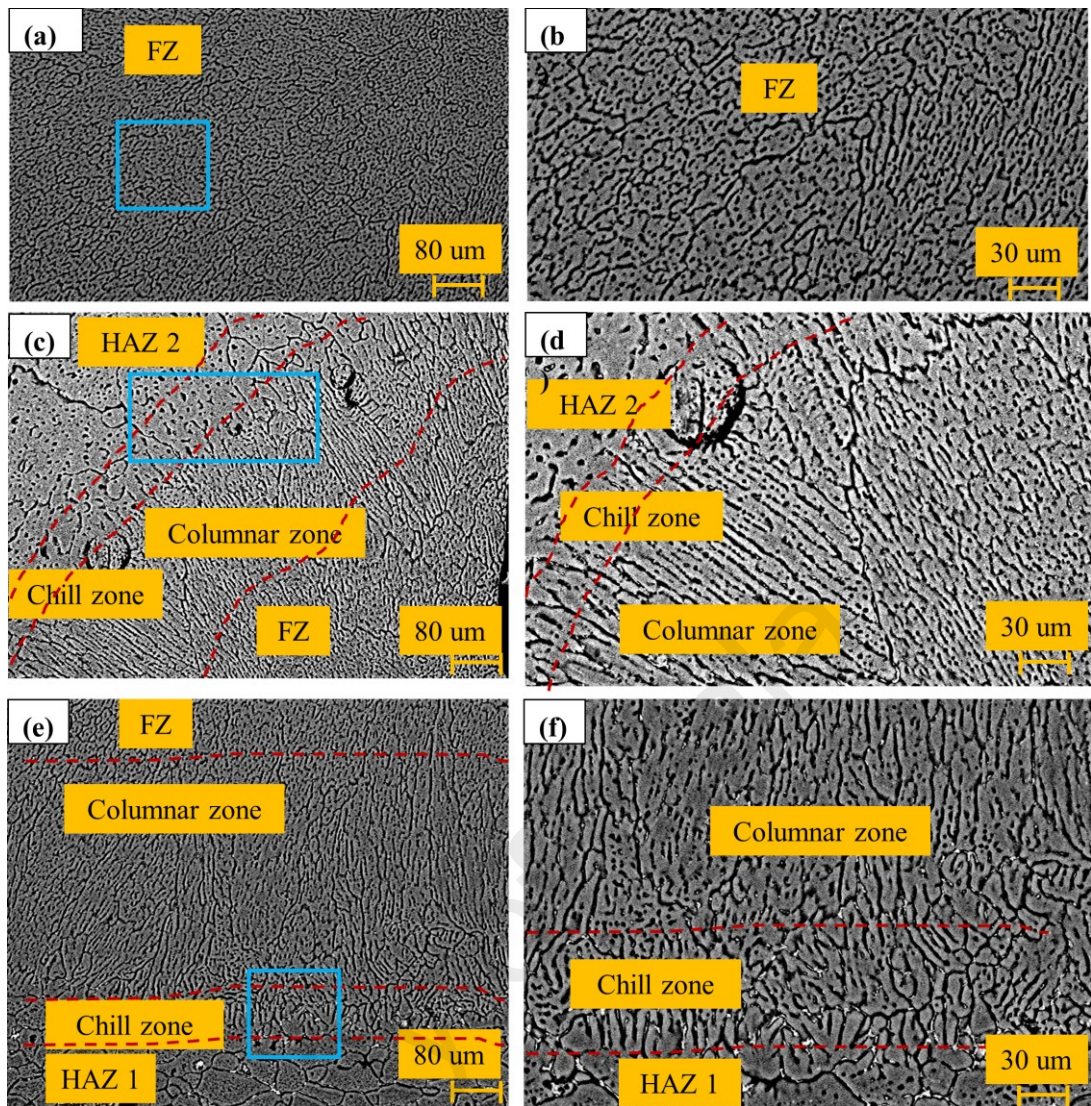 (a)
FZ
80 um
(b)
FZ
30 um
(c)
HAZ 2
Columnar zone
Chill zone
FZ
80 um
(d)
)
HAZ 2
Chill zone
Columnar zone
30 um
(e)
FZ
Columnar zone
Chill zone
80 um
HAZ 1
(f)
Columnar zone
Chill zone
30 um
HAZ 1